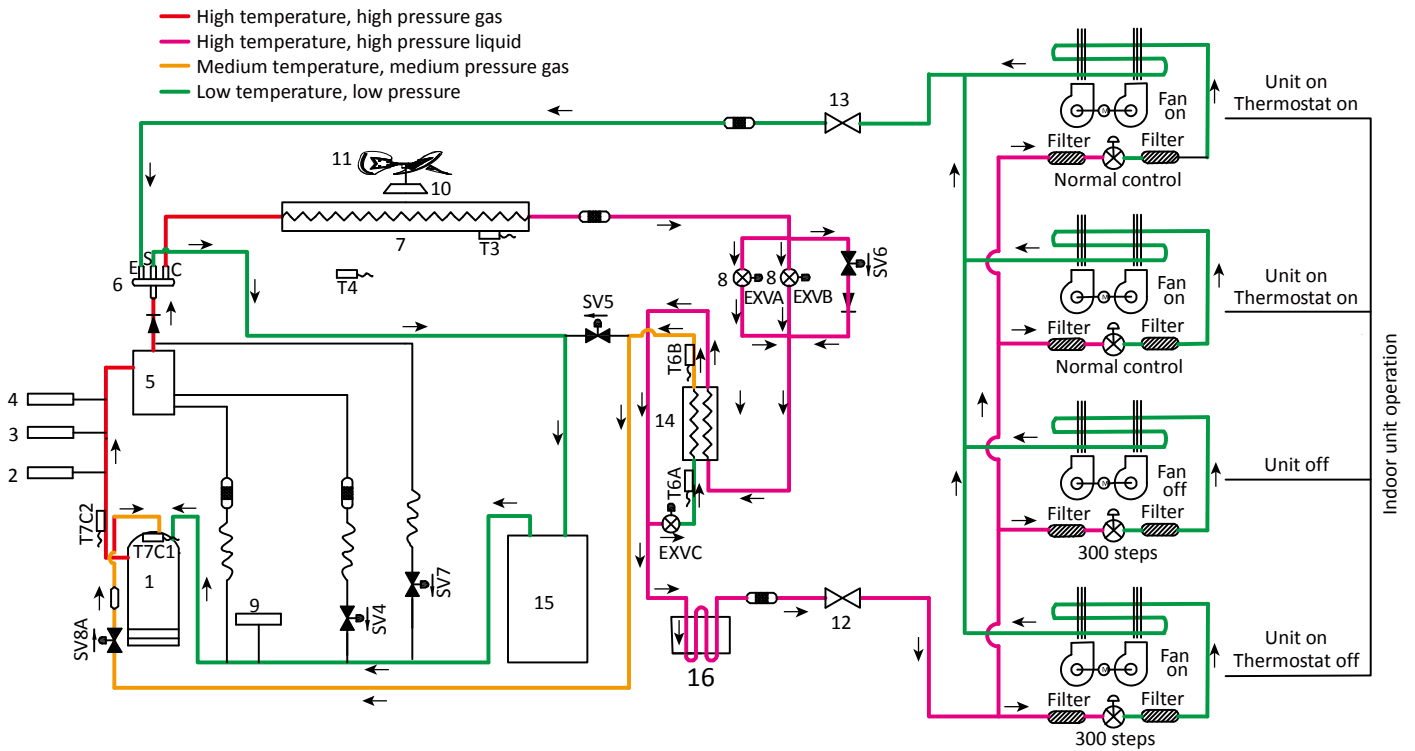 High temperature, high pressure gas
High temperature, high pressure liquid
Medium temperature, medium pressure gas
Low temperature, low pressure
13
11
10
7
T3
T4
E
S
C
6
5
4
3
2
T7C2
T7C1
1
SV8A
9
SV4
SV7
15
SV5
8
EXVA
8
EXVB
SV6
T6B
14
T6A
EXVC
16
12
M
Fan
on
Filter
Filter
Normal control
Unit on
Thermostat on
M
Fan
on
Filter
Filter
Normal control
Unit on
Thermostat on
M
Fan
off
Filter
Filter
300 steps
Unit off
M
Fan
on
Filter
Filter
300 steps
Unit on
Thermostat off
Indoor unit operation